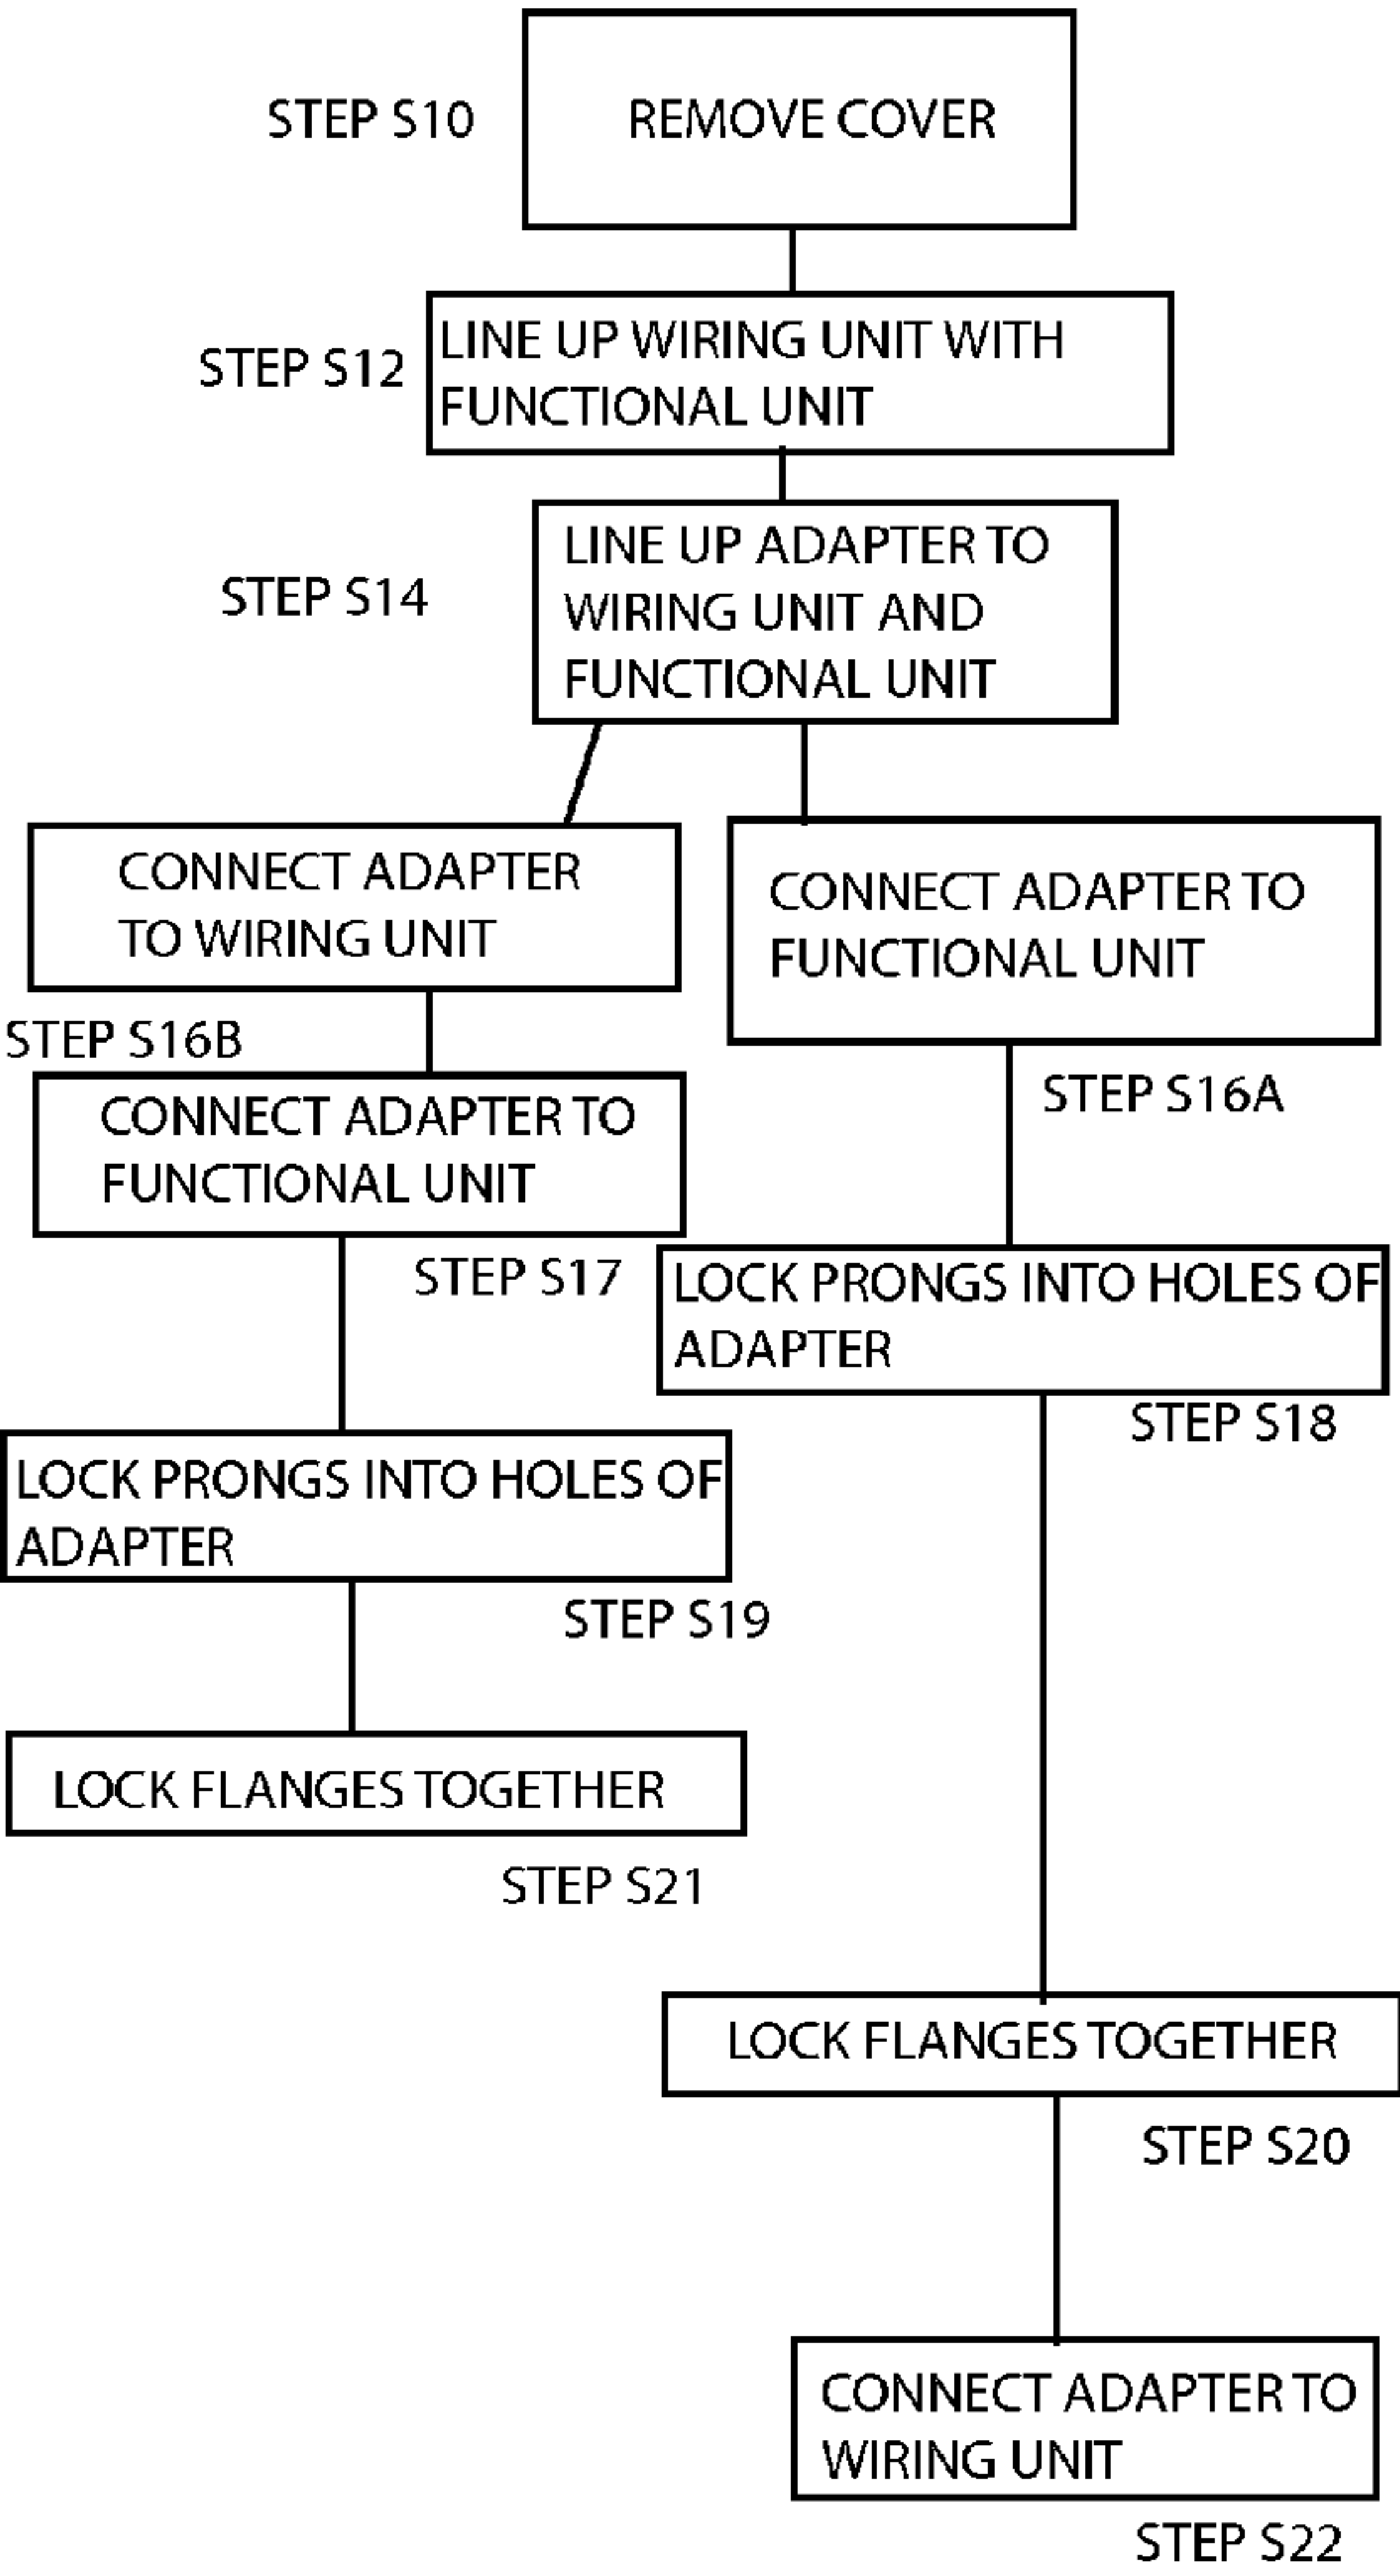 STEP S10
REMOVE COVER
STEP S12
LINE UP WIRING UNIT WITH
FUNCTIONAL UNIT
STEP S14
LINE UP ADAPTER TO
WIRING UNIT AND
FUNCTIONAL UNIT
CONNECT ADAPTER
TO WIRING UNIT
STEP S16B
CONNECT ADAPTER TO
FUNCTIONAL UNIT
STEP S16A
CONNECT ADAPTER TO
FUNCTIONAL UNIT
STEP S17
LOCK PRONGS INTO HOLES OF
ADAPTER
STEP S18
LOCK PRONGS INTO HOLES OF
ADAPTER
STEP S19
LOCK FLANGES TOGETHER
STEP S21
LOCK FLANGES TOGETHER
STEP S20
CONNECT ADAPTER TO
WIRING UNIT
STEP S22